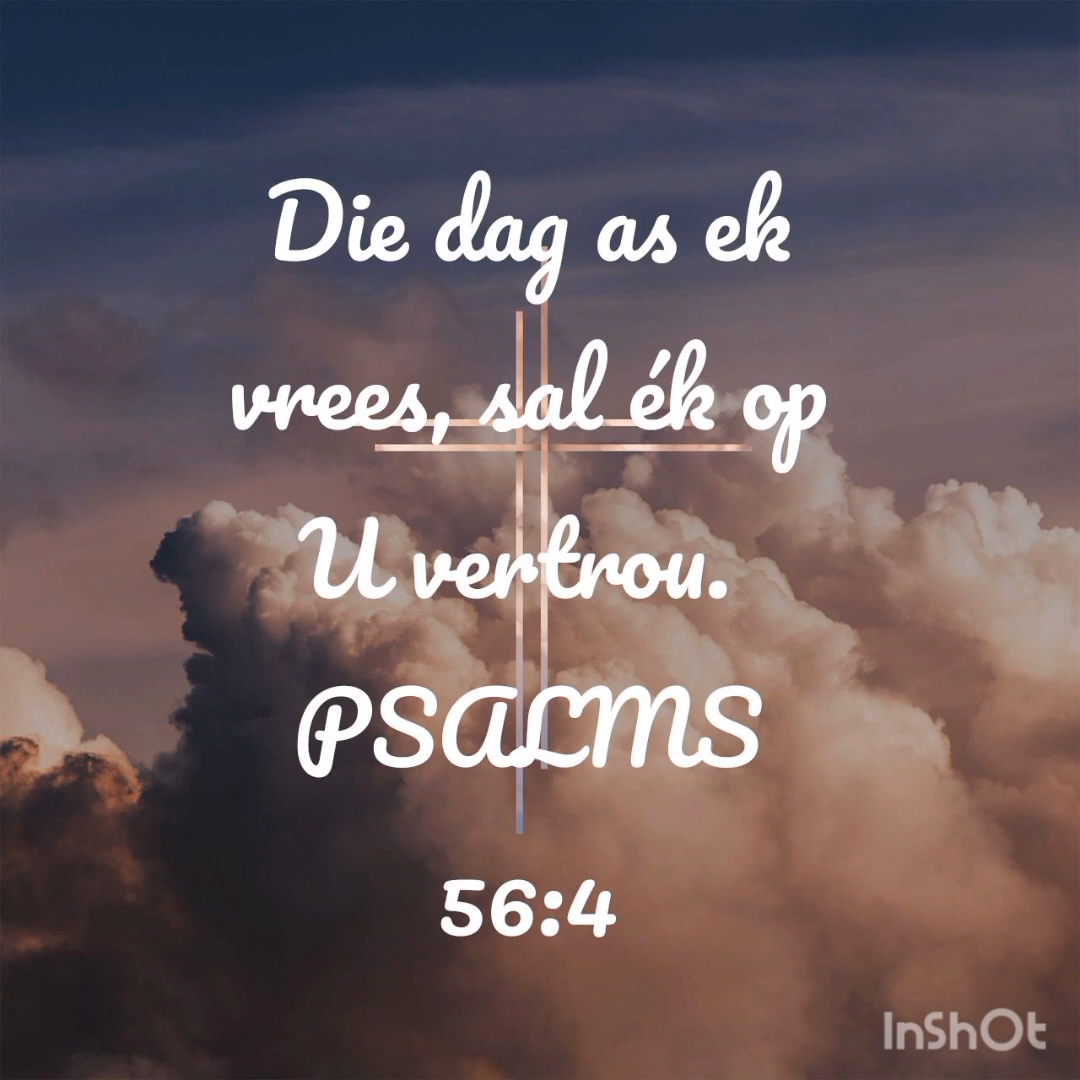 Die dag as ek
vrees, sal ék op
U vertrou.
PSALMS
56:4
InShOt